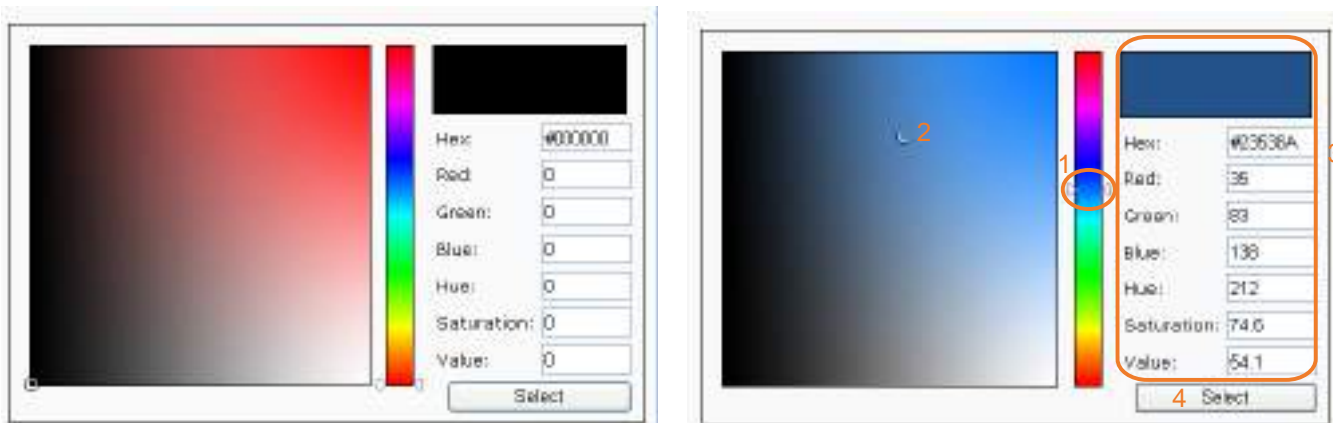 Hex: #000000
Red: 0
Green: 0
Blue: 0
Hue: 0
Saturation: 0
Value: 0
Select
2
1
Hex: #23538A
Red: 35
Green: 83
Blue: 138
Hue: 212
Saturation: 74.6
Value: 54.1
4 Select